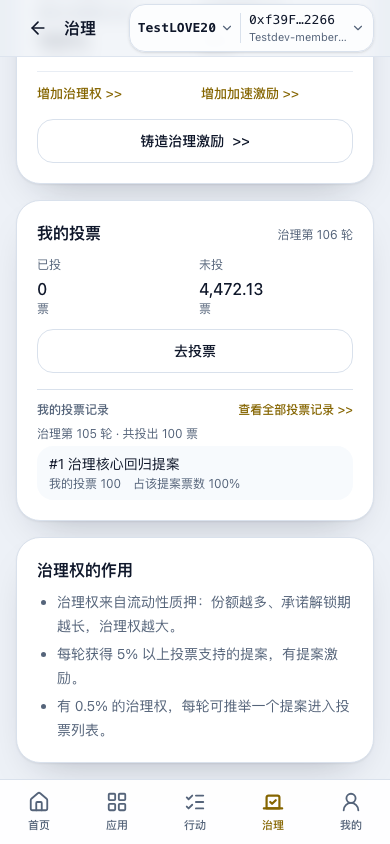 治理
TestLOVE20
0xf39F…2266
Testdev-member...
增加治理权 >>
增加加速激励 >>
铸造治理激励 >>
我的投票
治理第 106 轮
已投
未投
0
4,472.13
票
票
去投票
我的投票记录
查看全部投票记录 >>
治理第 105 轮 · 共投出 100 票
#1 治理核心回归提案
我的投票 100 占该提案票数 100%
治理权的作用
• 治理权来自流动性质押：份额越多、承诺解锁期
越长，治理权越大。
• 每轮获得 5% 以上投票支持的提案，有提案激
励。
• 有 0.5% 的治理权，每轮可推举一个提案进入投
票列表。
首页
应用
行动
治理
我的